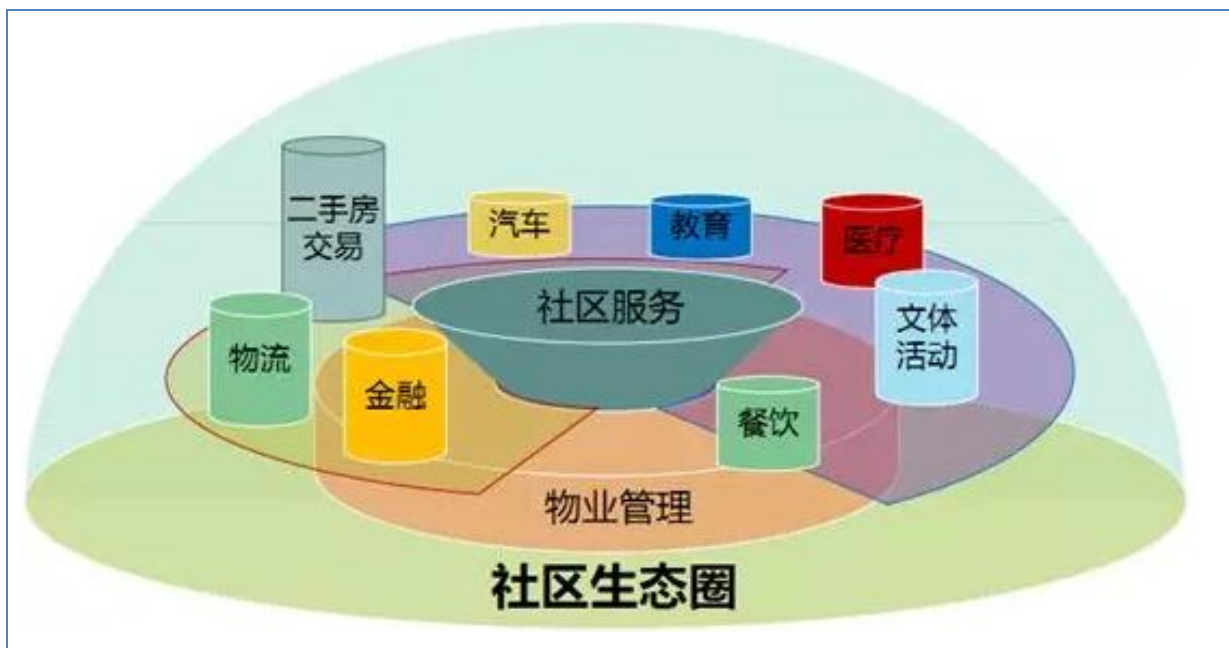 二手房
交易
汽车
教育
医疗
社区服务
文体
活动
物流
金融
餐饮
物业管理
社区生态圈